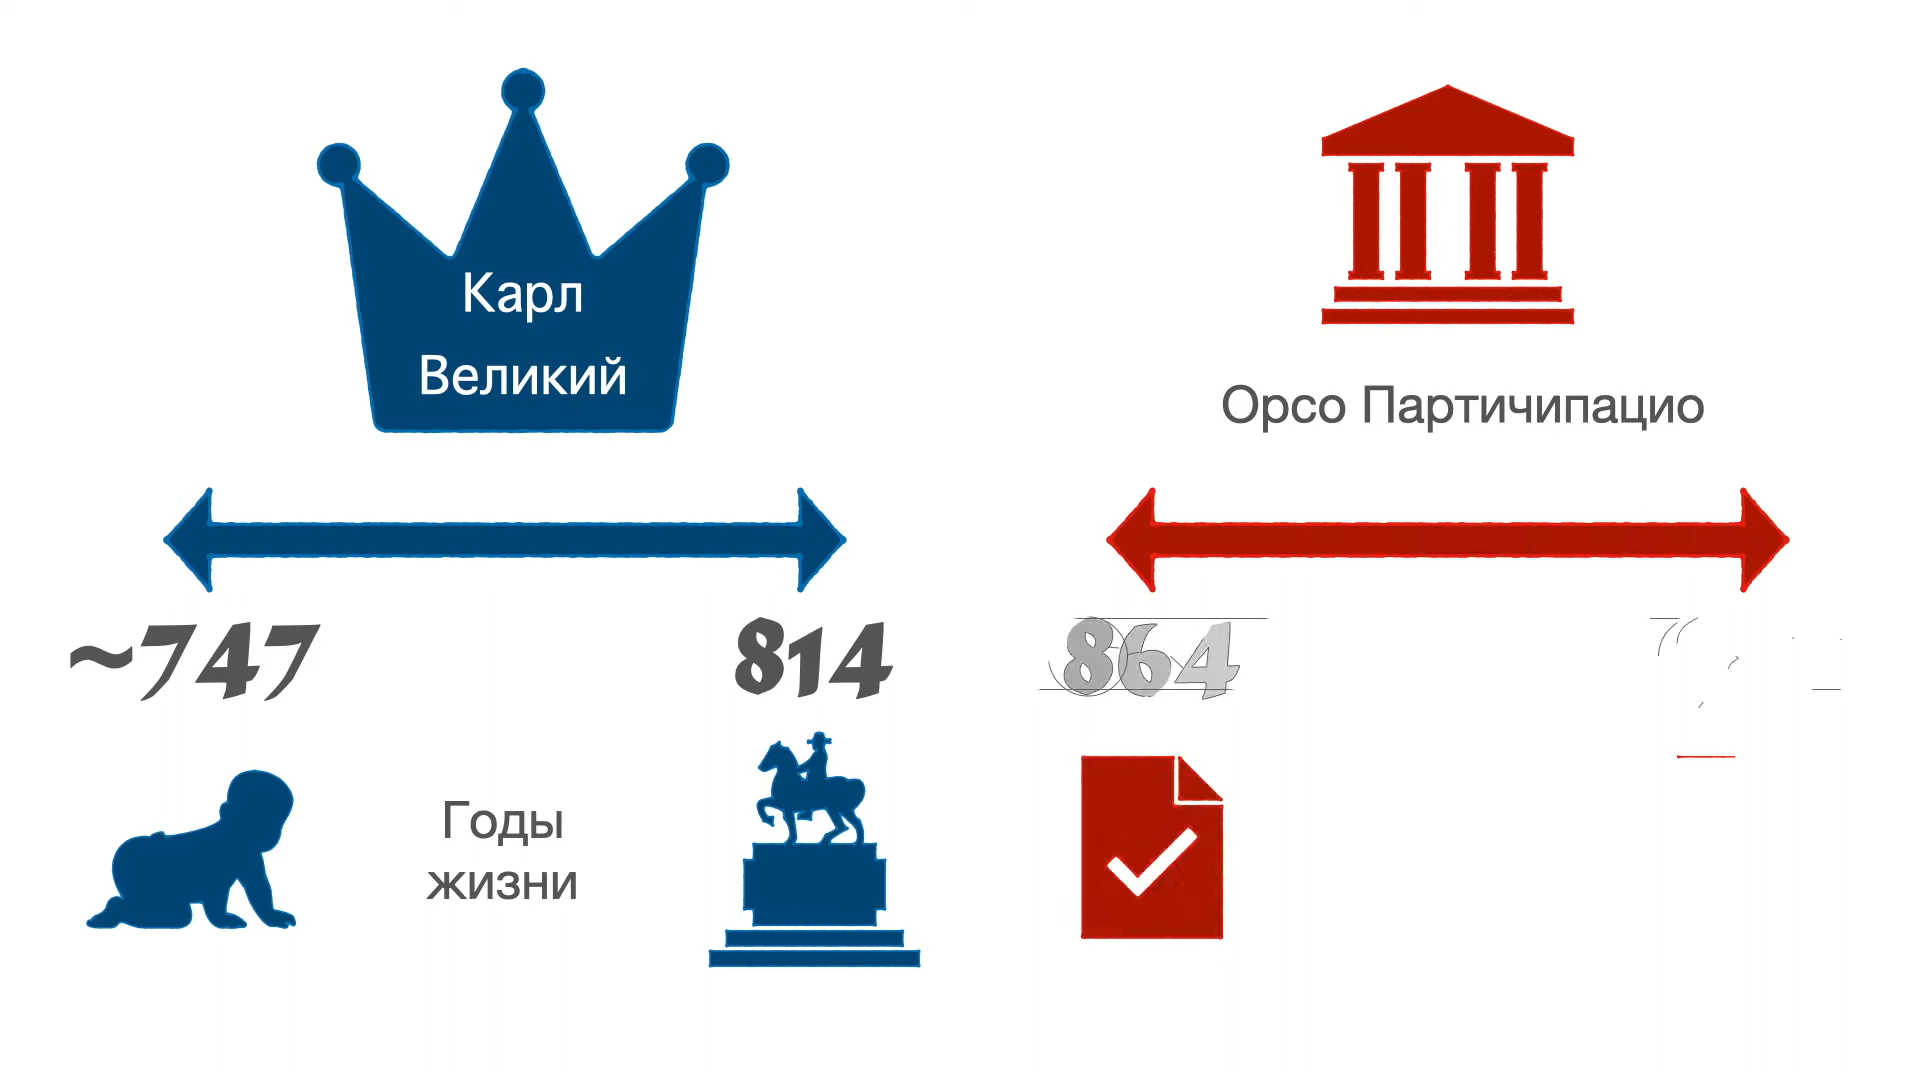 Карл
Великий
Орсо Партичипацио
~747
814
864
Годы
жизни